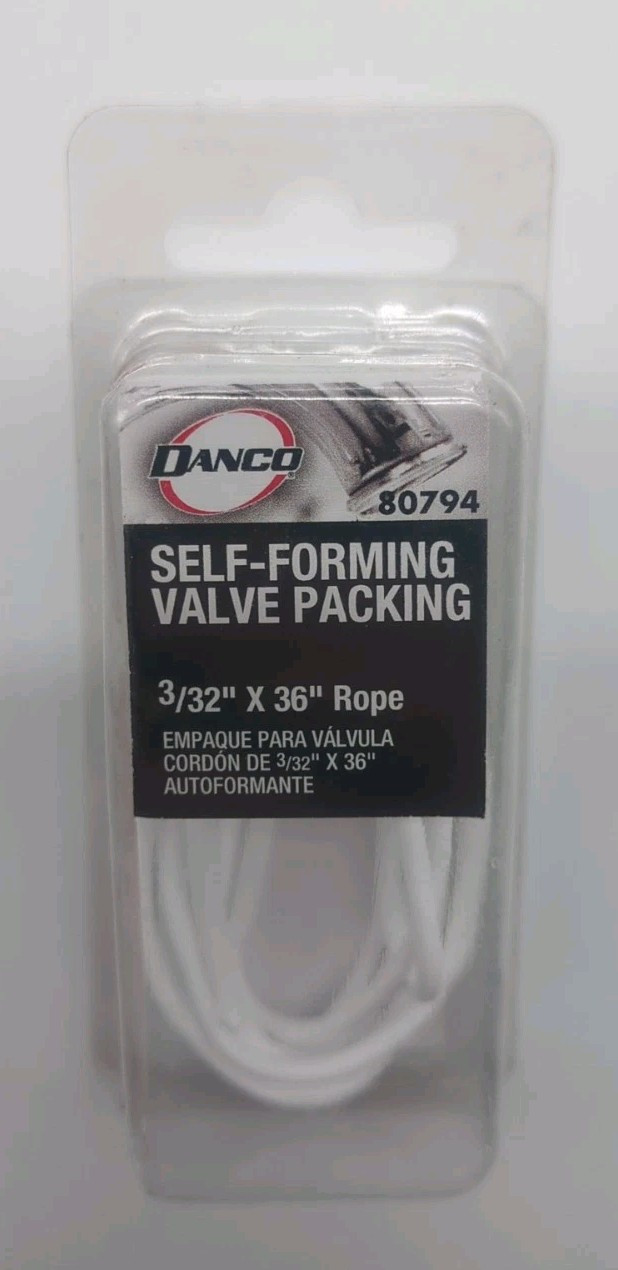 DANCO
80794
SELF-FORMING
VALVE PACKING
3/32" X 36" Rope
EMPAQUE PARA VÁLVULA
CORDÓN DE 3/32" X 36"
AUTOFORMANTE